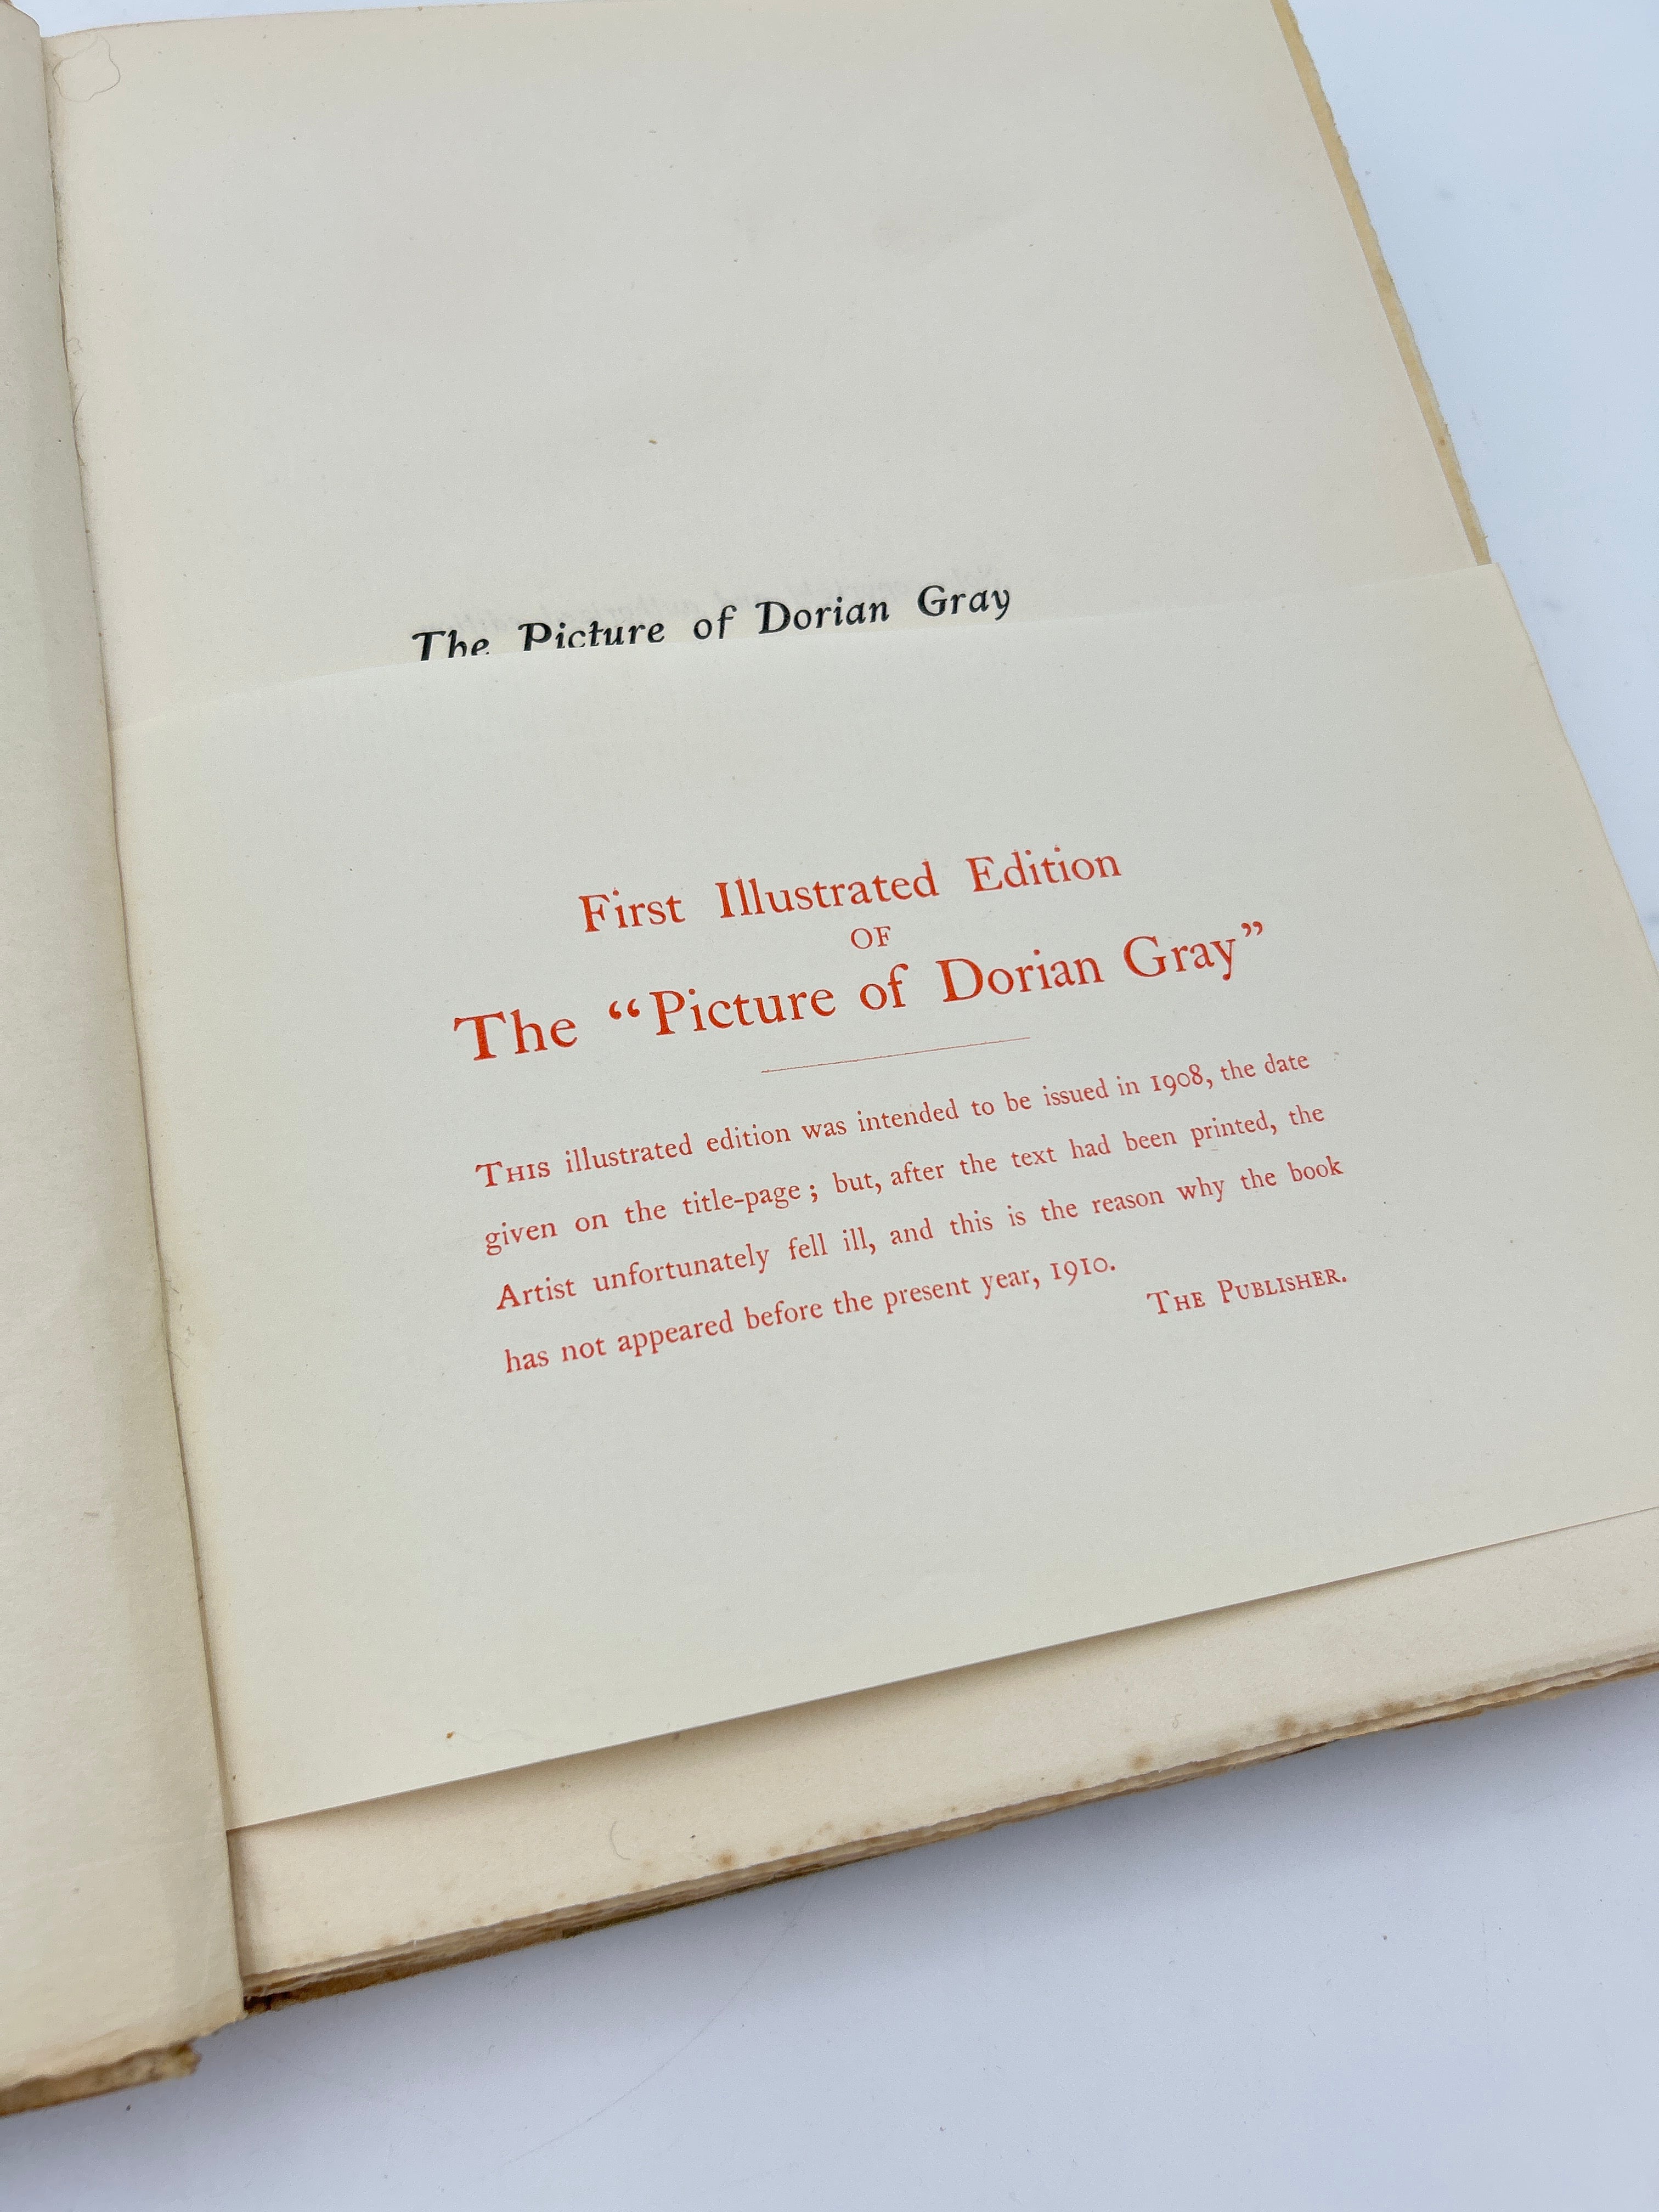 The Picture of Dorian Gray
First Illustrated Edition
OF
The “Picture of Dorian Gray”
THIS illustrated edition was intended to be issued in 1908, the date
given on the title-page ; but, after the text had been printed, the
Artist unfortunately fell ill, and this is the reason why the book
has not appeared before the present year, 1910.
THE PUBLISHER.